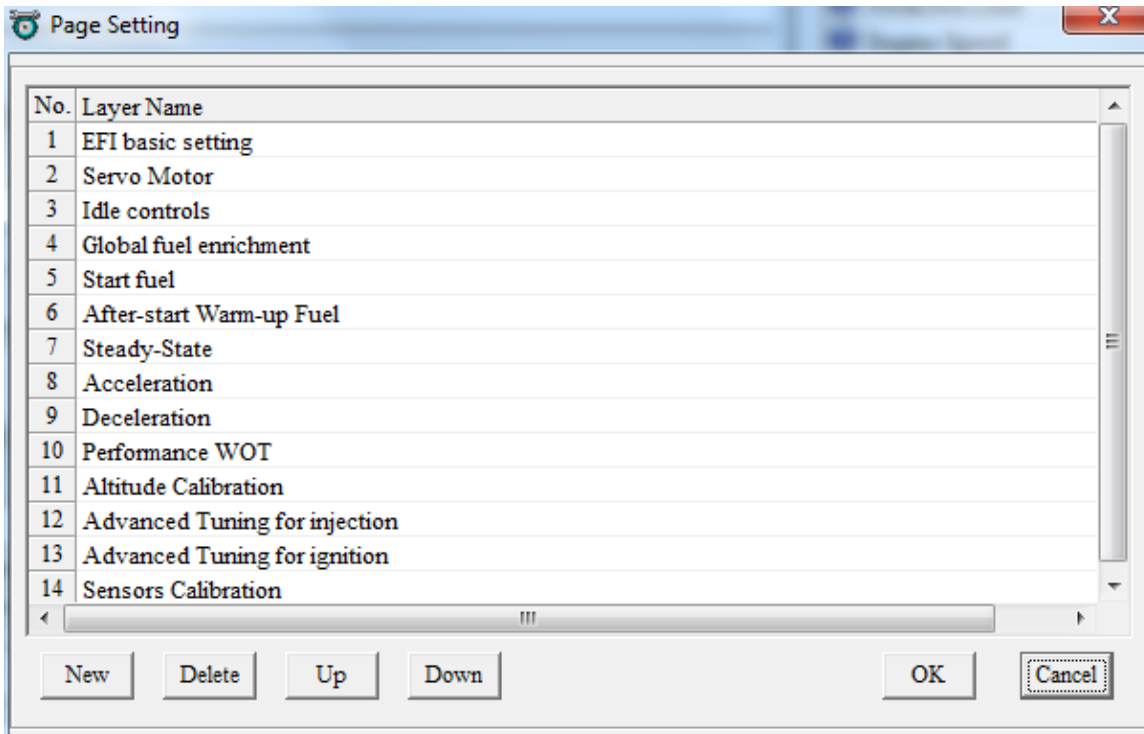 Page Setting
No. Layer Name
1 EFI basic setting
2 Servo Motor
3 Idle controls
4 Global fuel enrichment
5 Start fuel
6 After-start Warm-up Fuel
7 Steady-State
8 Acceleration
9 Deceleration
10 Performance WOT
11 Altitude Calibration
12 Advanced Tuning for injection
13 Advanced Tuning for ignition
14 Sensors Calibration
New Delete Up Down OK Cancel